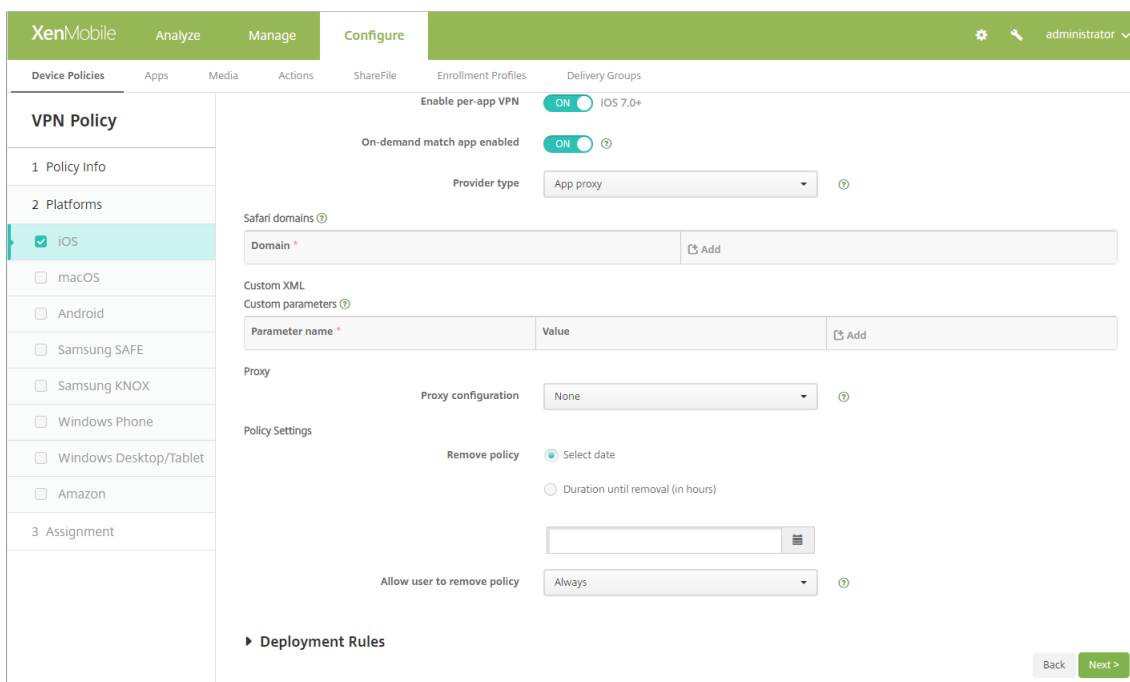 XenMobile Analyze Manage Configure administrator
Device Policies Apps Media Actions ShareFile Enrollment Profiles Delivery Groups
VPN Policy
1 Policy Info
2 Platforms
iOS
macOS
Android
Samsung SAFE
Samsung KNOX
Windows Phone
Windows Desktop/Tablet
Amazon
3 Assignment
Enable per-app VPN ON iOS 7.0+
On-demand match app enabled ON ?
Provider type App proxy ?
Safari domains ?
Domain * Add
Custom XML
Custom parameters ?
Parameter name * Value Add
Proxy
Proxy configuration None ?
Policy Settings
Remove policy Select date
Duration until removal (in hours)
Allow user to remove policy Always ?
Deployment Rules
Back Next >